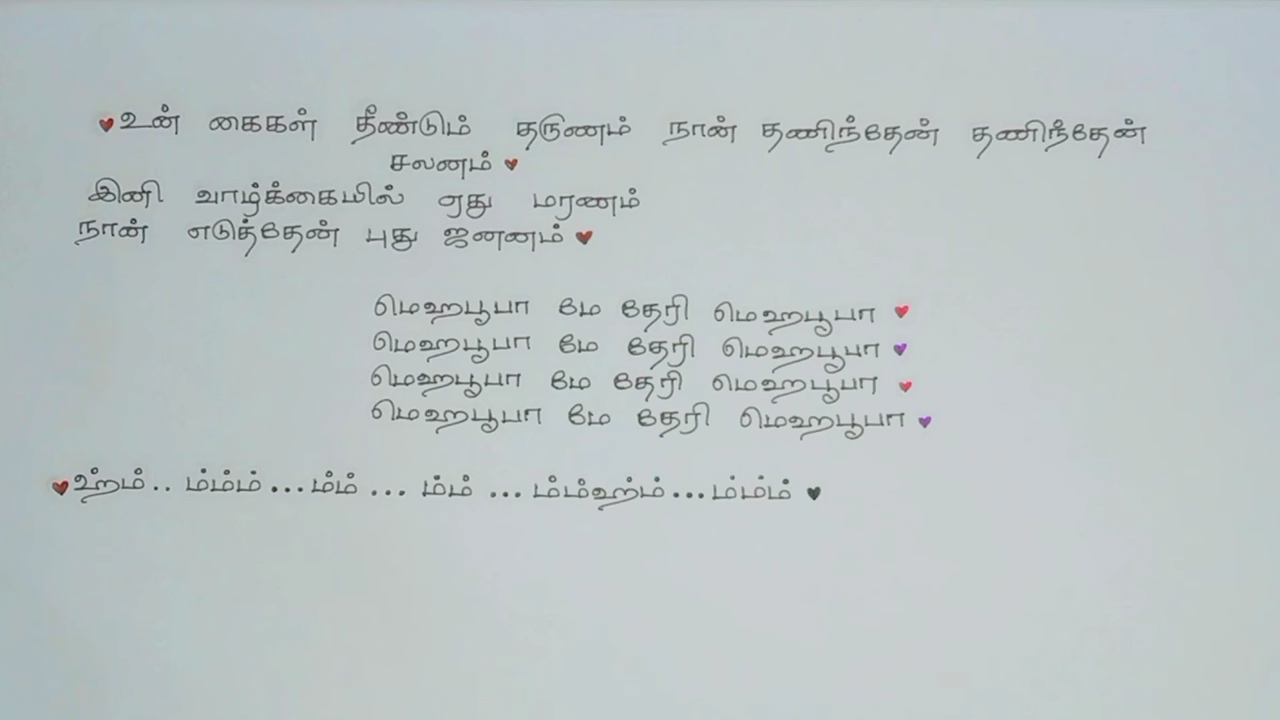 உன் கைகள் தீண்டும் தருணம் நான் தணிந்தேன் தணிந்தேன்
சலனம்
இனி வாழ்க்கையில் ஏது மரணம்
நான் எடுத்தேன் புது ஜனனம்
மெஹபூபா மே தேரி மெஹபூபா
மெஹபூபா மே தேரி மெஹபூபா
மெஹபூபா மே தேரி மெஹபூபா
மெஹபூபா மே தேரி மெஹபூபா
ம்ம்ம்...ம்ம்... ம்ம் ... ம்ம்ஹ்ம்...ம்ம்ம்